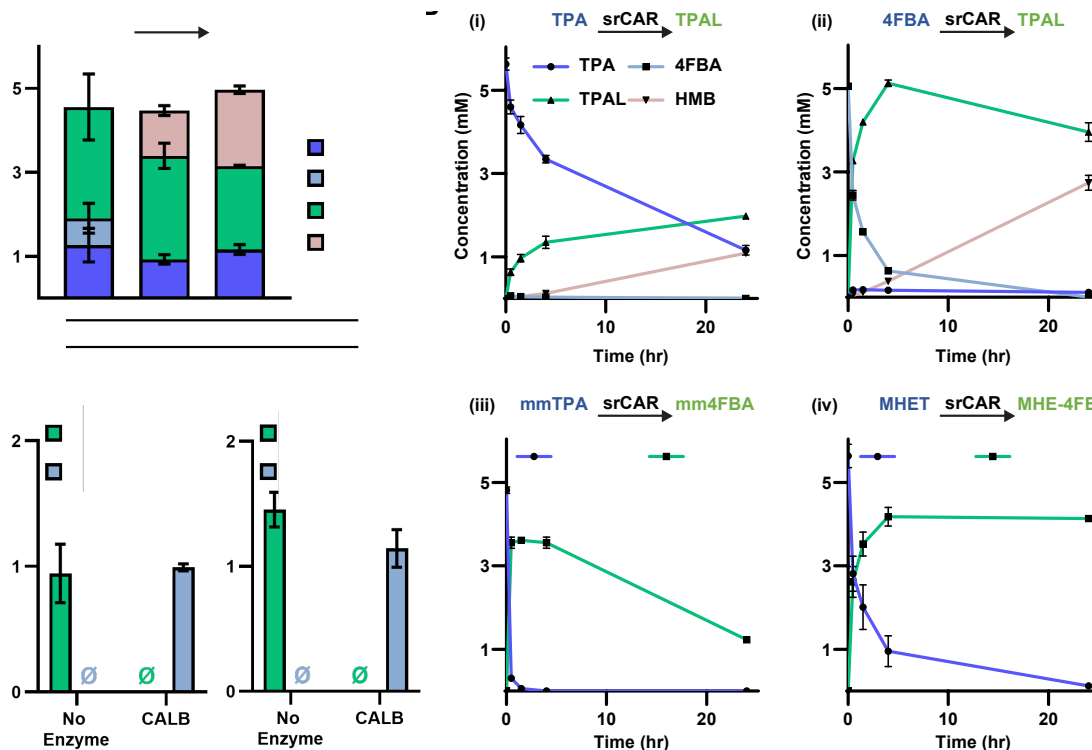 5
3
1
2
1
0
Ø
Ø
No
Enzyme
CALB
2
1
0
Ø
Ø
No
Enzyme
CALB
(i)
TPA srCAR TPAL
TPA 4FBA
TPAL HMB
Concentration (mM)
5
3
1
0 10 20
Time (hr)
(ii)
4FBA srCAR TPAL
Concentration (mM)
5
3
1
0 10 20
Time (hr)
(iii)
mmTPA srCAR mm4FBA
5
3
1
0 10 20
Time (hr)
(iv)
MHET srCAR MHE-4FB
5
3
1
0 10 20
Time (hr)